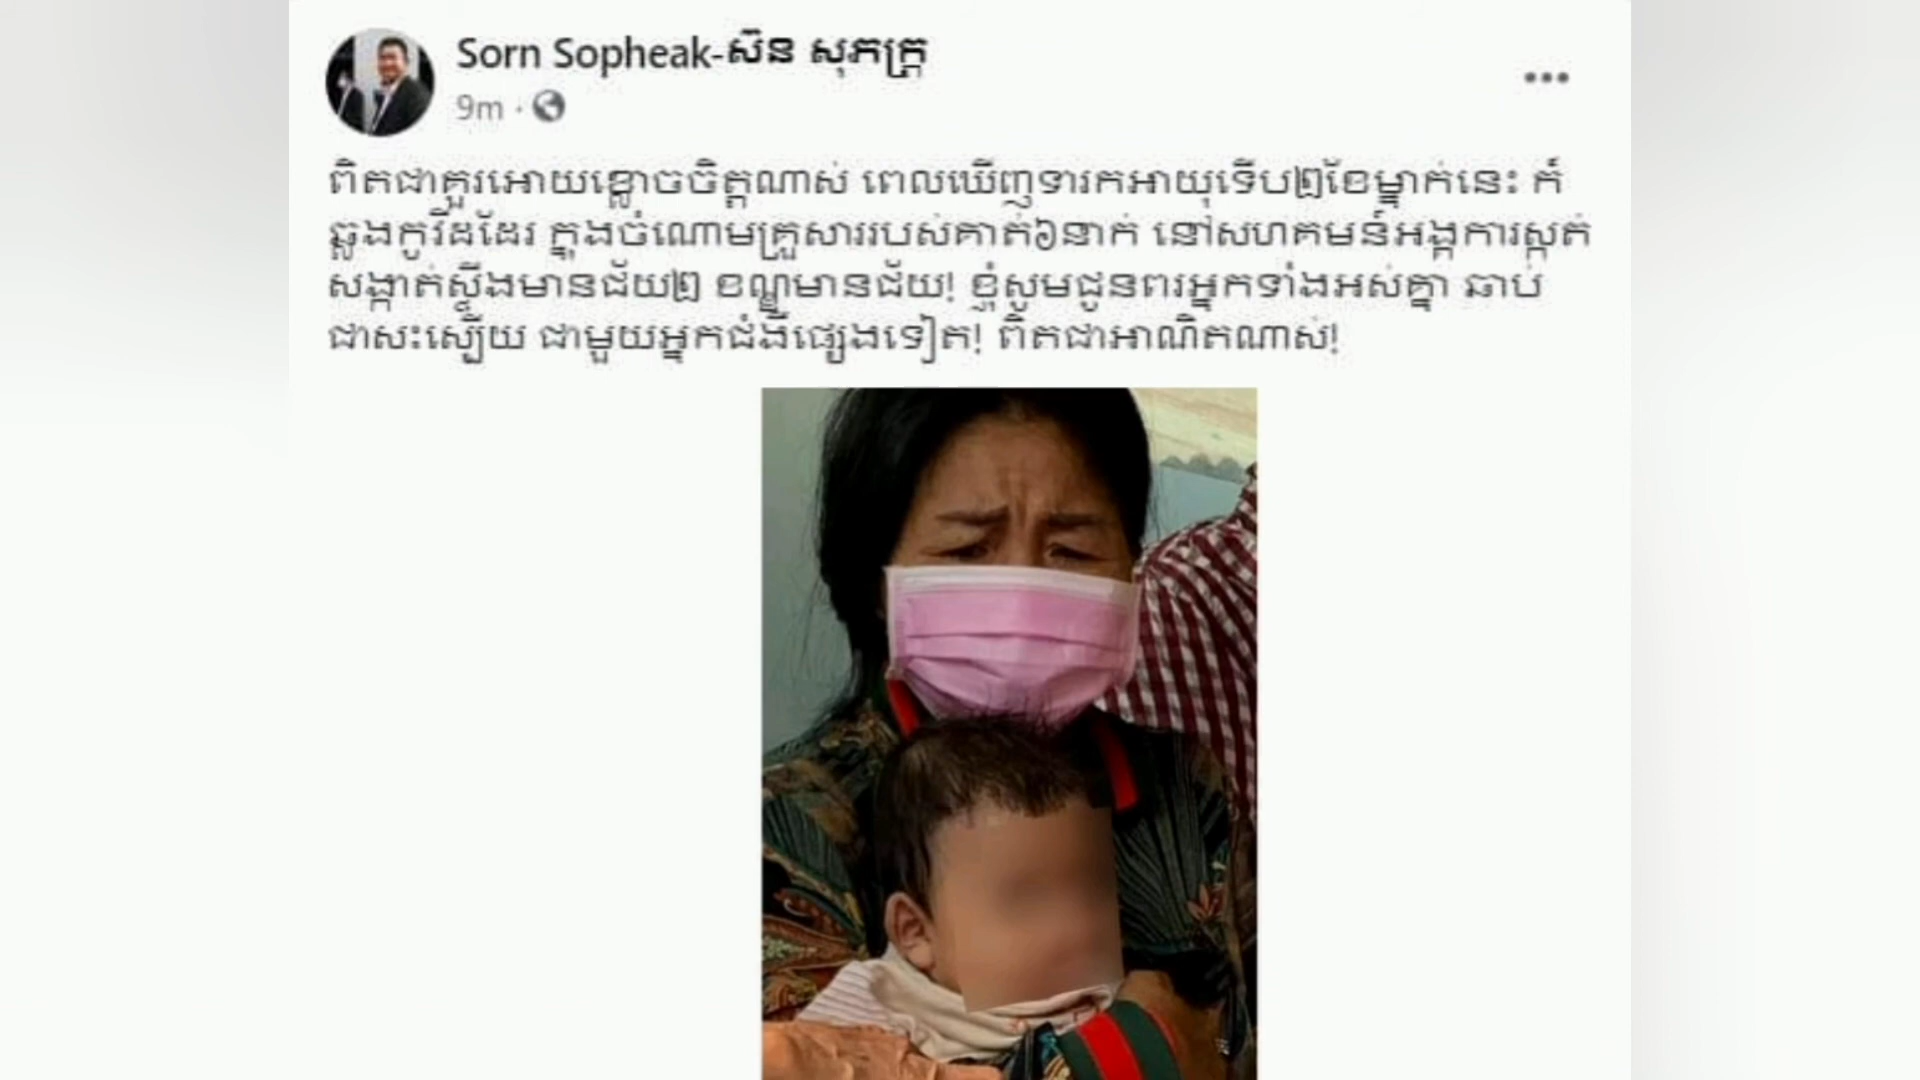 Sorn Sopheak-ស៊ន សុភក្ត្រ
9m ·
ពិតជាគួរអោយខ្លោចចិត្តណាស់ ពេលឃើញទារកអាយុទើប២ខែម្នាក់នេះ ក៏
ឆ្លងកូវីដដែរ ក្នុងចំណោមគ្រួសាររបស់គាត់៦នាក់ នៅសហគមន៍អង្គការស្កត់
សង្កាត់ស្ទឹងមានជ័យ២ ខណ្ឌមានជ័យ! ខ្ញុំសូមជូនពរអ្នកទាំងអស់គ្នា ឆាប់
ជាសះស្បើយ ជាមួយអ្នកជំងឺផ្សេងទៀត! ពិតជាអាណិតណាស់!